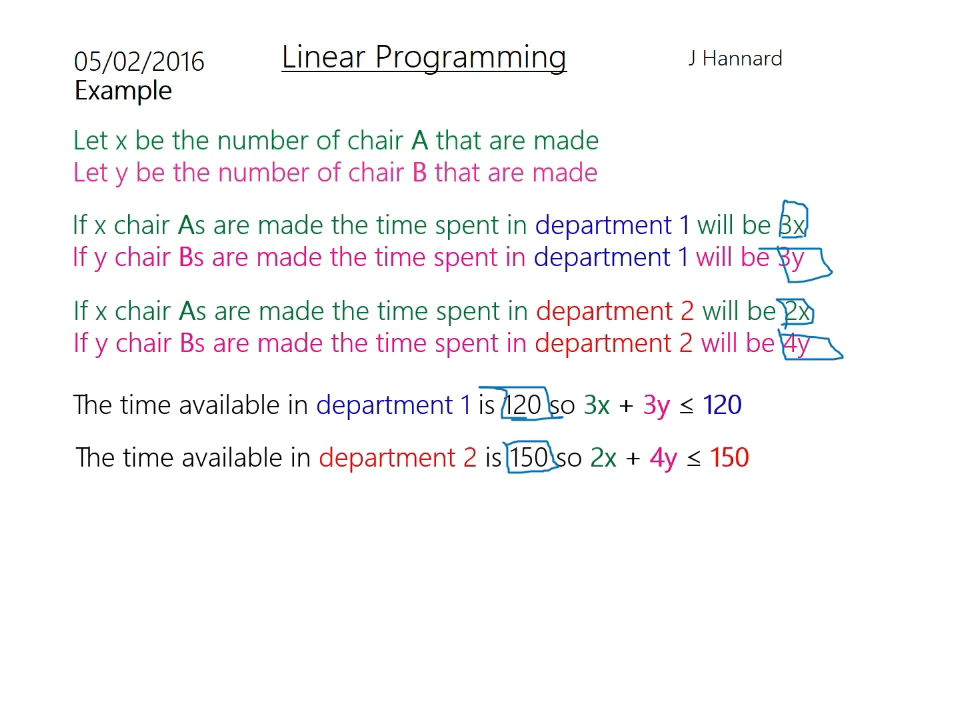 Linear Programming
J Hannard
05/02/2016
Example
Let x be the number of chair A that are made
Let y be the number of chair B that are made
If x chair As are made the time spent in department 1 will be 3x
If y chair Bs are made the time spent in department 1 will be 3y
If x chair As are made the time spent in department 2 will be 2x
If y chair Bs are made the time spent in department 2 will be 4y
The time available in department 1 is 120 so 3x + 3y ≤ 120
The time available in department 2 is 150 so 2x + 4y ≤ 150